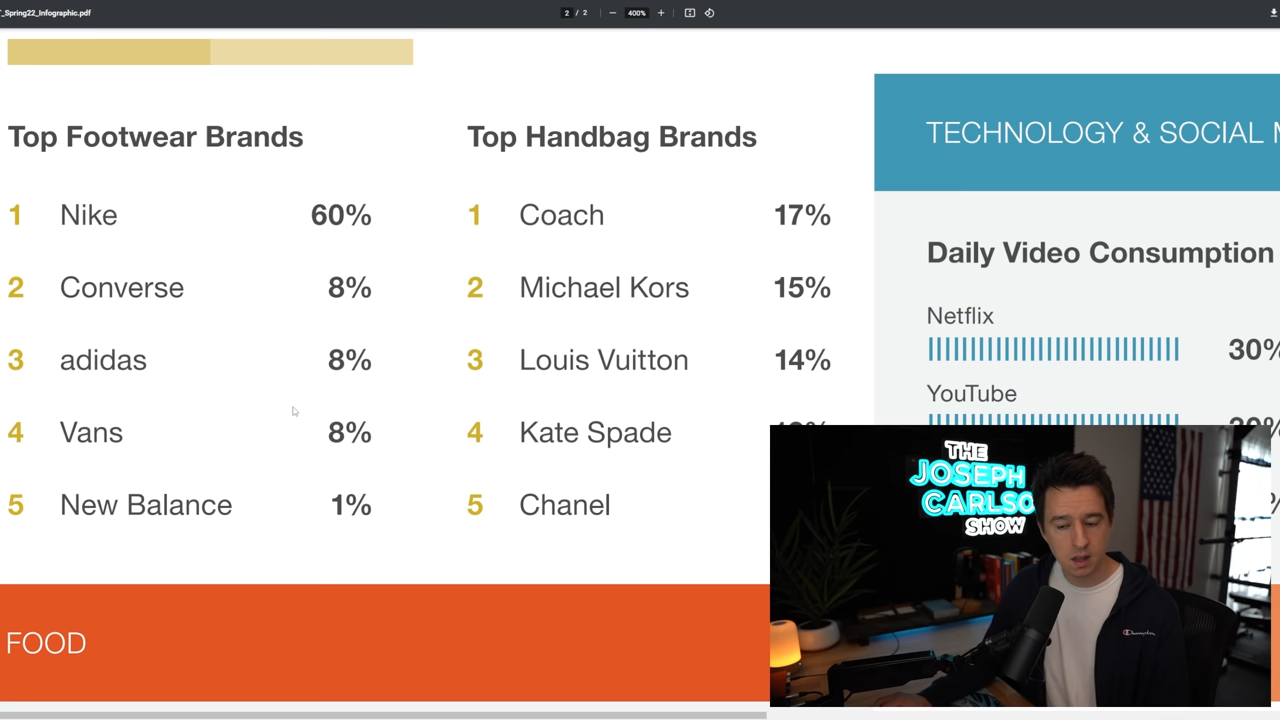 _Spring22_Infographic.pdf
2 / 2
400%
Top Footwear Brands
1 Nike 60%
2 Converse 8%
3 adidas 8%
4 Vans 8%
5 New Balance 1%
Top Handbag Brands
1 Coach 17%
2 Michael Kors 15%
3 Louis Vuitton 14%
4 Kate Spade
5 Chanel
TECHNOLOGY & SOCIAL
Daily Video Consumption
Netflix
30%
YouTube
FOOD
THE
JOSEPH
CARLSO
SHOW
Champion